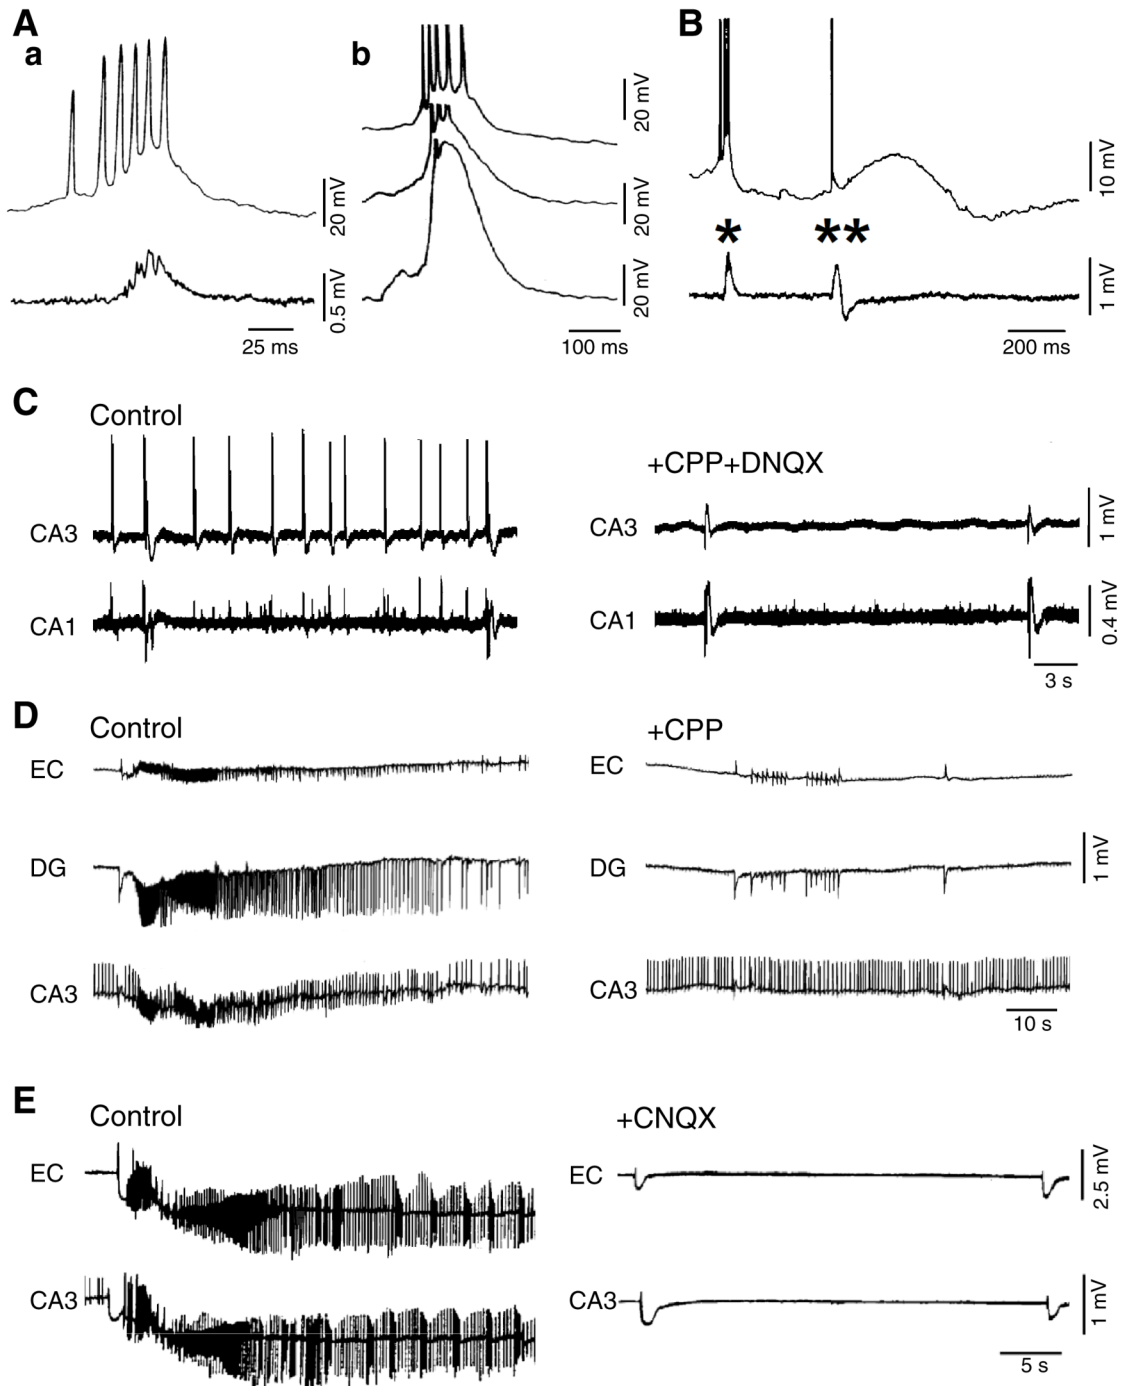 A
a
b
B
20 mV
0.5 mV
25 ms
20 mV
20 mV
20 mV
100 ms
*
**
10 mV
1 mV
200 ms
C
Control
CA3
CA1
+CPP+DNQX
CA3
CA1
1 mV
0.4 mV
3 s
D
Control
EC
DG
CA3
+CPP
EC
DG
CA3
1 mV
10 s
E
Control
EC
CA3
+CNQX
EC
CA3
2.5 mV
1 mV
5 s